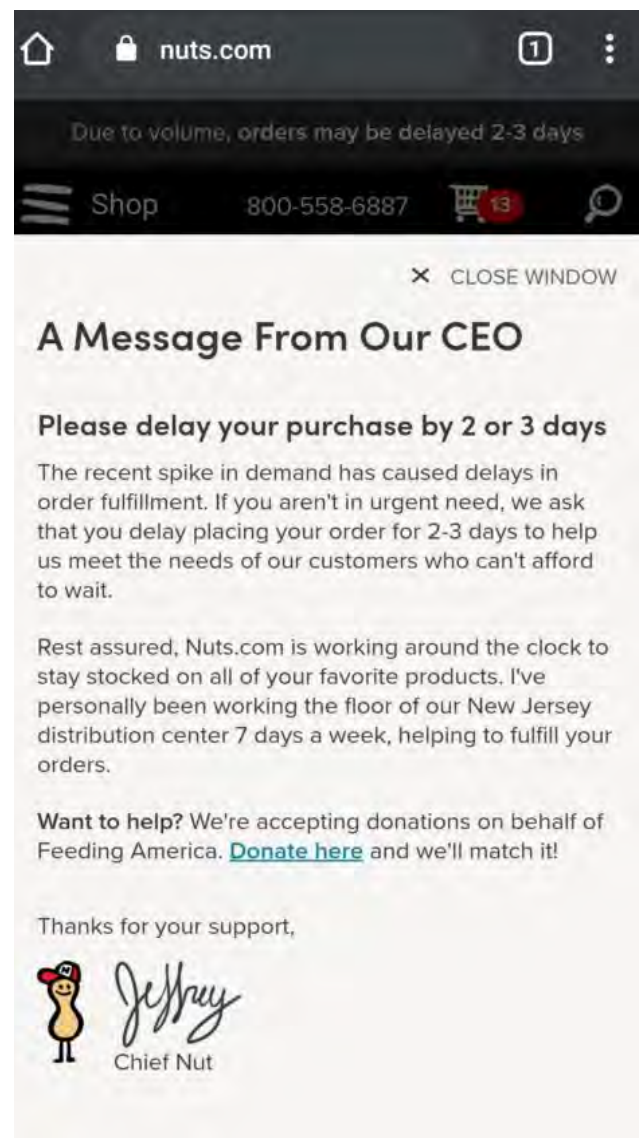 nuts.com
1
Due to volume, orders may be delayed 2-3 days
Shop
800-558-6887
13
× CLOSE WINDOW
A Message From Our CEO
Please delay your purchase by 2 or 3 days
The recent spike in demand has caused delays in
order fulfillment. If you aren't in urgent need, we ask
that you delay placing your order for 2-3 days to help
us meet the needs of our customers who can't afford
to wait.
Rest assured, Nuts.com is working around the clock to
stay stocked on all of your favorite products. I've
personally been working the floor of our New Jersey
distribution center 7 days a week, helping to fulfill your
orders.
Want to help? We're accepting donations on behalf of
Feeding America. Donate here and we'll match it!
Thanks for your support,
N
Jeffrey
Chief Nut